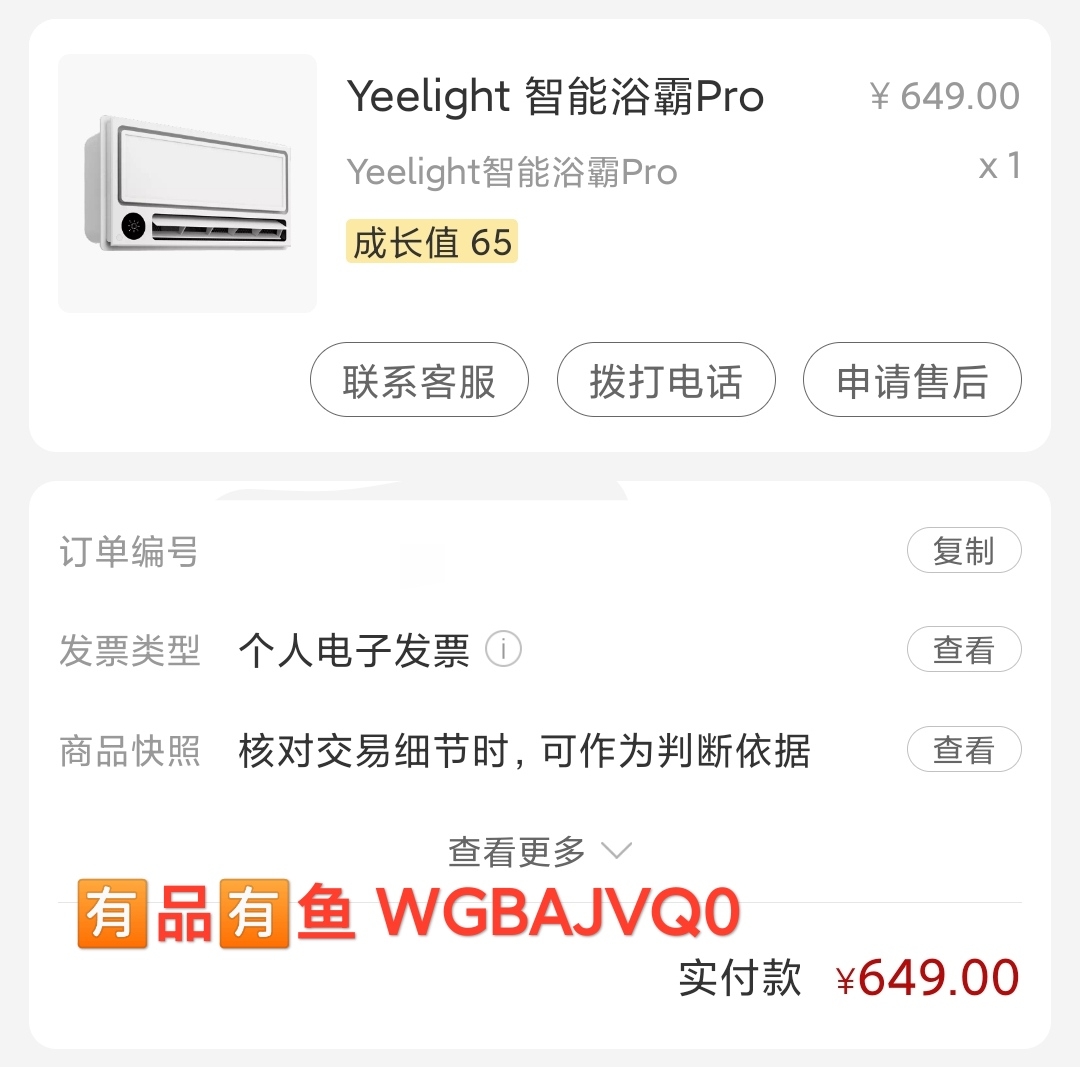 Yeelight 智能浴霸Pro
¥ 649.00
Yeelight智能浴霸Pro
x 1
成长值 65
联系客服
拨打电话
申请售后
订单编号
复制
发票类型
个人电子发票
查看
商品快照
核对交易细节时，可作为判断依据
查看
查看更多
🈶品🈶鱼 WGBAJVQ0
实付款 ¥649.00